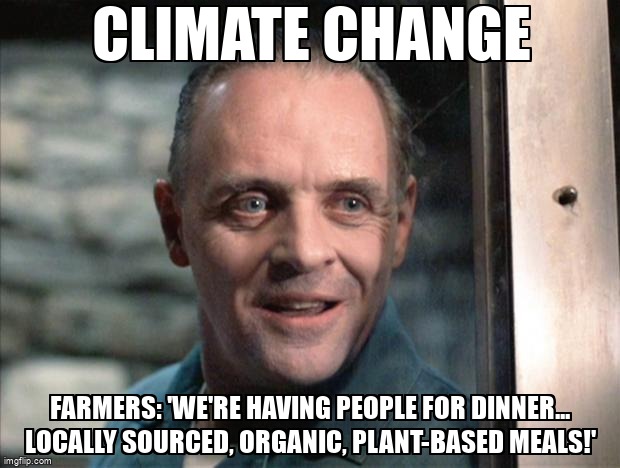 CLIMATE CHANGE
FARMERS: 'WE'RE HAVING PEOPLE FOR DINNER...
LOCALLY SOURCED, ORGANIC, PLANT-BASED MEALS!'
imgflip.com